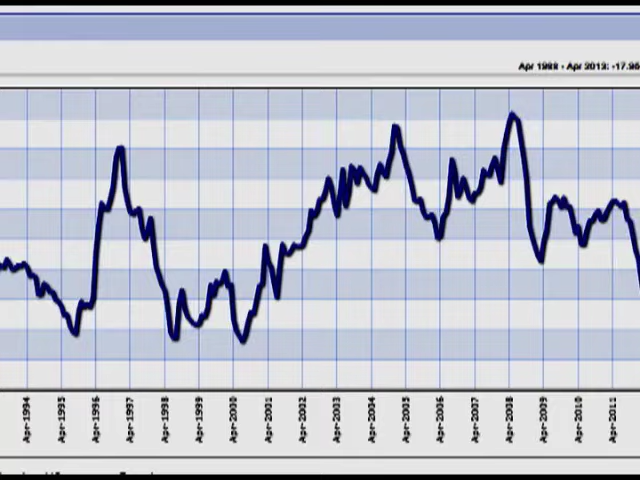 Apr 1988 - Apr 2013: -17.96
Apr-1994
Apr-1995
Apr-1996
Apr-1997
Apr-1998
Apr-1999
Apr-2000
Apr-2001
Apr-2002
Apr-2003
Apr-2004
Apr-2005
Apr-2006
Apr-2007
Apr-2008
Apr-2009
Apr-2010
Apr-2011